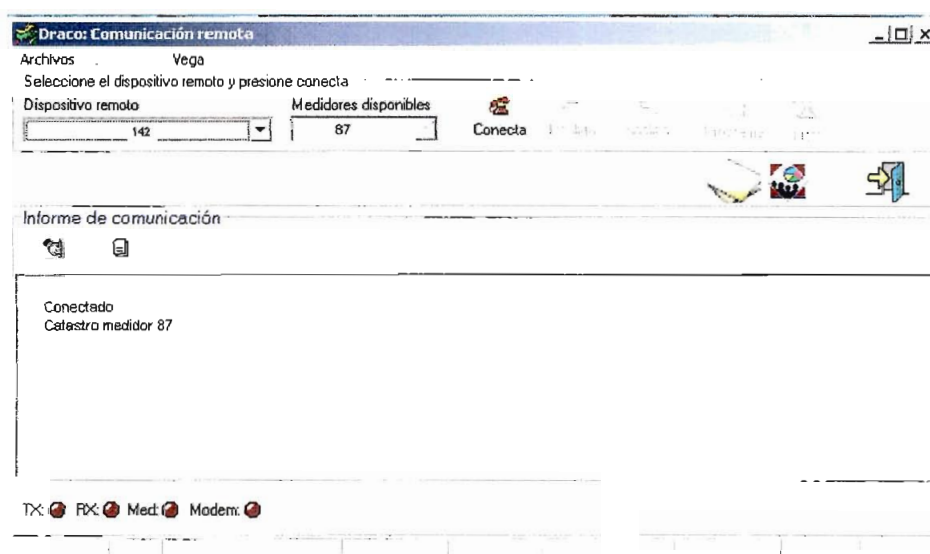 Draco: Comunicación remota
Archivos Vega
Seleccione el dispositivo remoto y presione conecta
Dispositivo remoto Medidores disponibles
142 87 Conecta
Informe de comunicación
Conectado
Catastro medidor 87
TX: RX: Med: Modem: